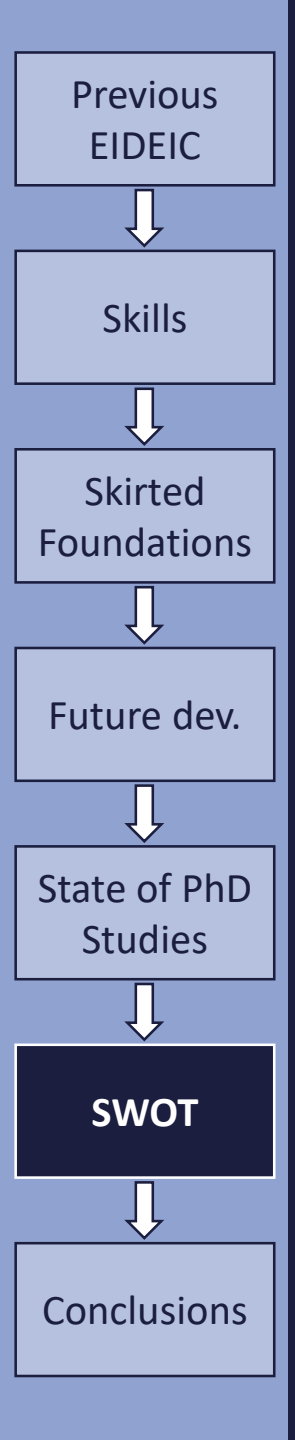 Previous
EIDEIC
Skills
Skirted
Foundations
Future dev.
State of PhD
Studies
SWOT
Conclusions